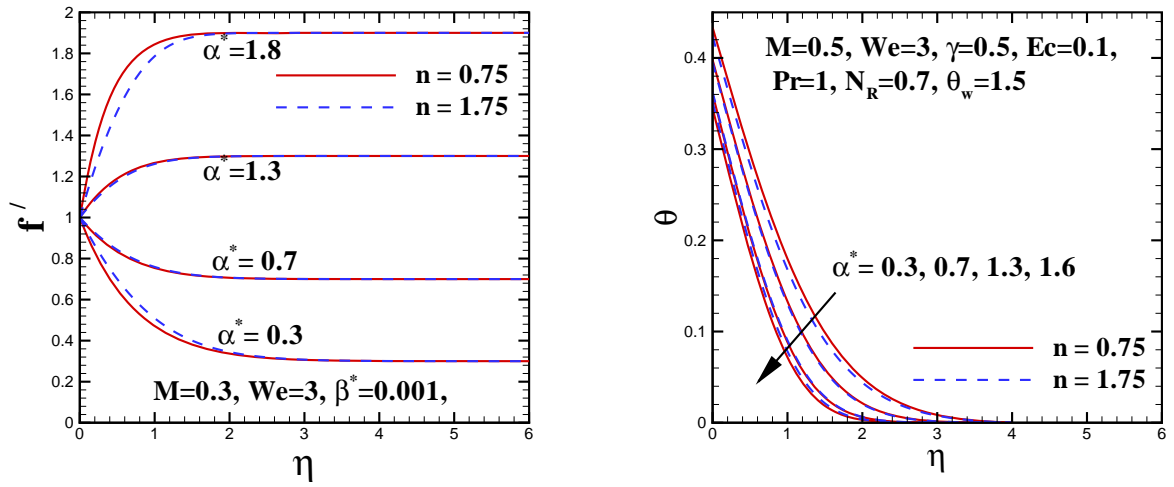 2
1.8
1.6
1.4
1.2
1
0.8
0.6
0.4
0.2
0
f ′
α*=1.8
n = 0.75
n = 1.75
α*=1.3
α*= 0.7
α*= 0.3
M=0.3, We=3, β*=0.001,
0 1 2 3 4 5 6
η
0.4
0.3
0.2
0.1
0
θ
M=0.5, We=3, γ=0.5, Ec=0.1,
Pr=1, N_R=0.7, θ_w=1.5
α*= 0.3, 0.7, 1.3, 1.6
n = 0.75
n = 1.75
0 1 2 3 4 5 6
η